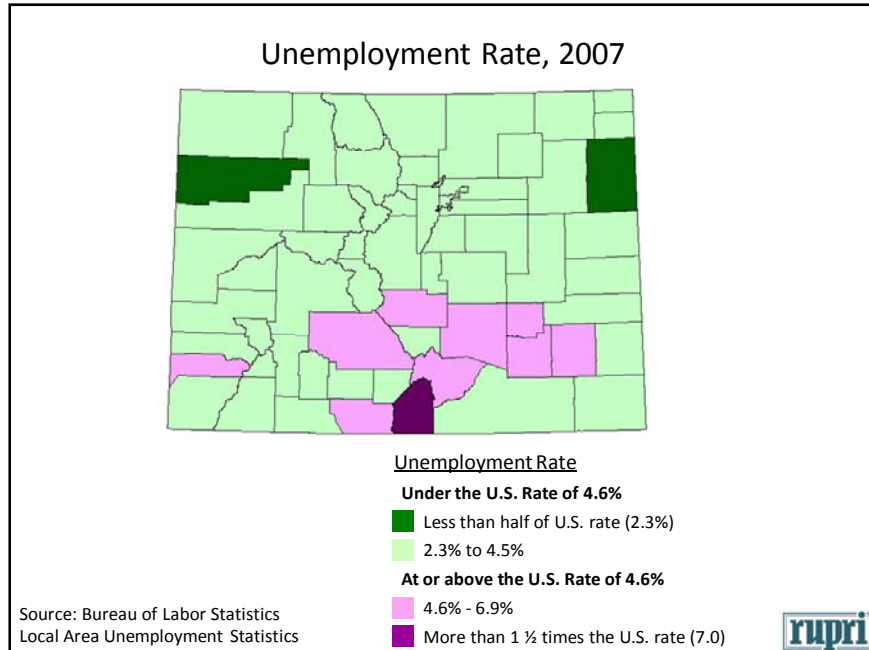 Unemployment Rate, 2007
Unemployment Rate
Under the U.S. Rate of 4.6%
Less than half of U.S. rate (2.3%)
2.3% to 4.5%
At or above the U.S. Rate of 4.6%
4.6% - 6.9%
More than 1 ½ times the U.S. rate (7.0)
Source: Bureau of Labor Statistics
Local Area Unemployment Statistics
rupri